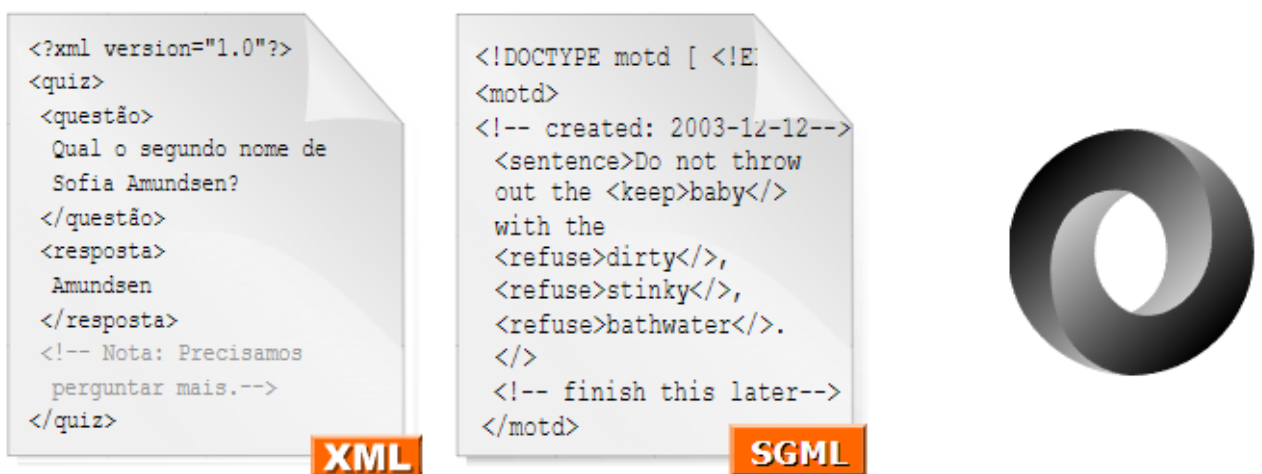 <?xml version="1.0"?>
<quiz>
<questão>
Qual o segundo nome de
Sofia Amundsen?
</questão>
<resposta>
Amundsen
</resposta>
<!-- Nota: Precisamos
perguntar mais.-->
</quiz>
XML
<!DOCTYPE motd [ <!E
<motd>
<!-- created: 2003-12-12-->
<sentence>Do not throw
out the <keep>baby</>
with the
<refuse>dirty</>,
<refuse>stinky</>,
<refuse>bathwater</>.
</>
<!-- finish this later-->
</motd>
SGML